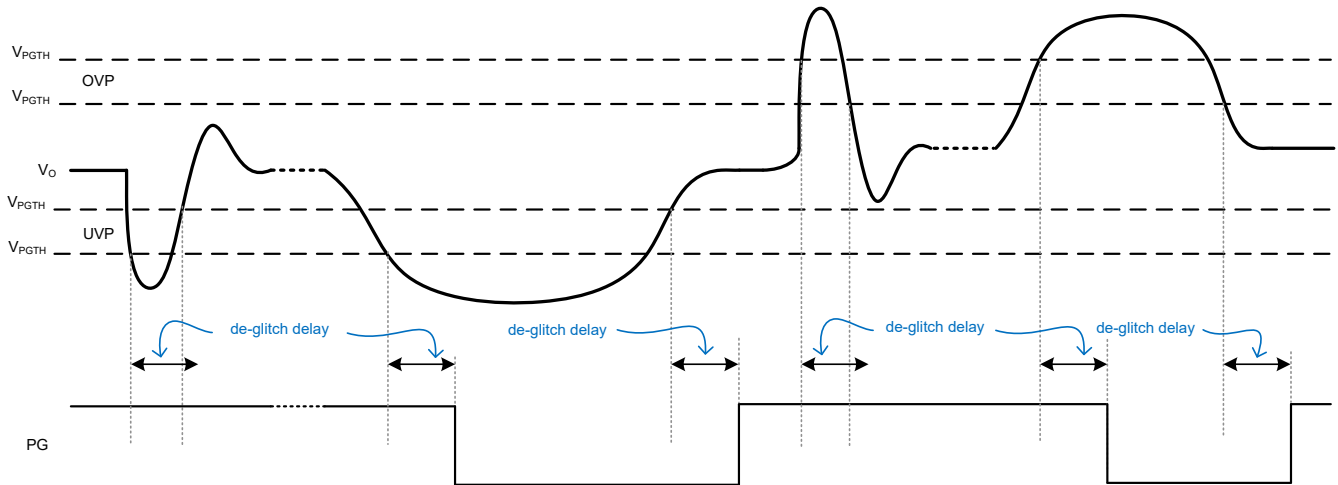 VPGTH
OVP
VPGTH
VO
VPGTH
UVP
VPGTH
de-glitch delay
de-glitch delay
de-glitch delay
de-glitch delay
PG